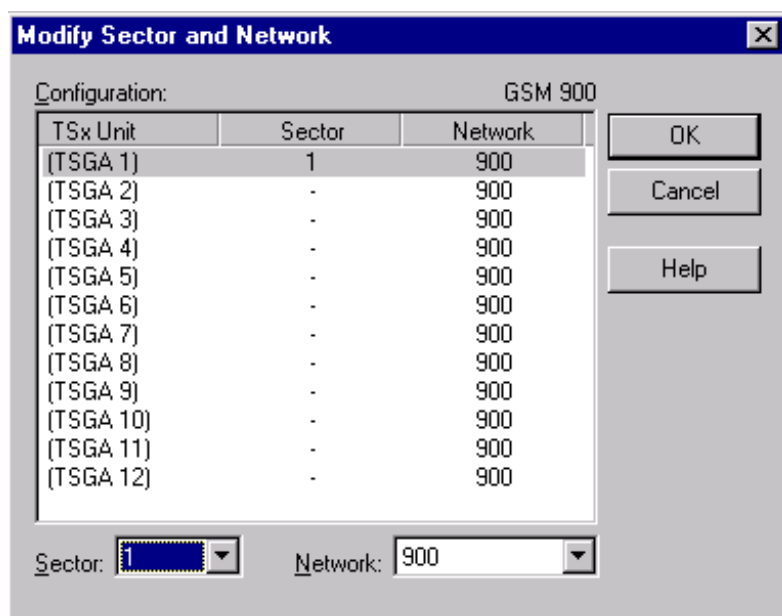 Modify Sector and Network
Configuration: GSM 900
TSx Unit Sector Network
(TSGA 1) 1 900
(TSGA 2) - 900
(TSGA 3) - 900
(TSGA 4) - 900
(TSGA 5) - 900
(TSGA 6) - 900
(TSGA 7) - 900
(TSGA 8) - 900
(TSGA 9) - 900
(TSGA 10) - 900
(TSGA 11) - 900
(TSGA 12) - 900
OK
Cancel
Help
Sector: 1 Network: 900